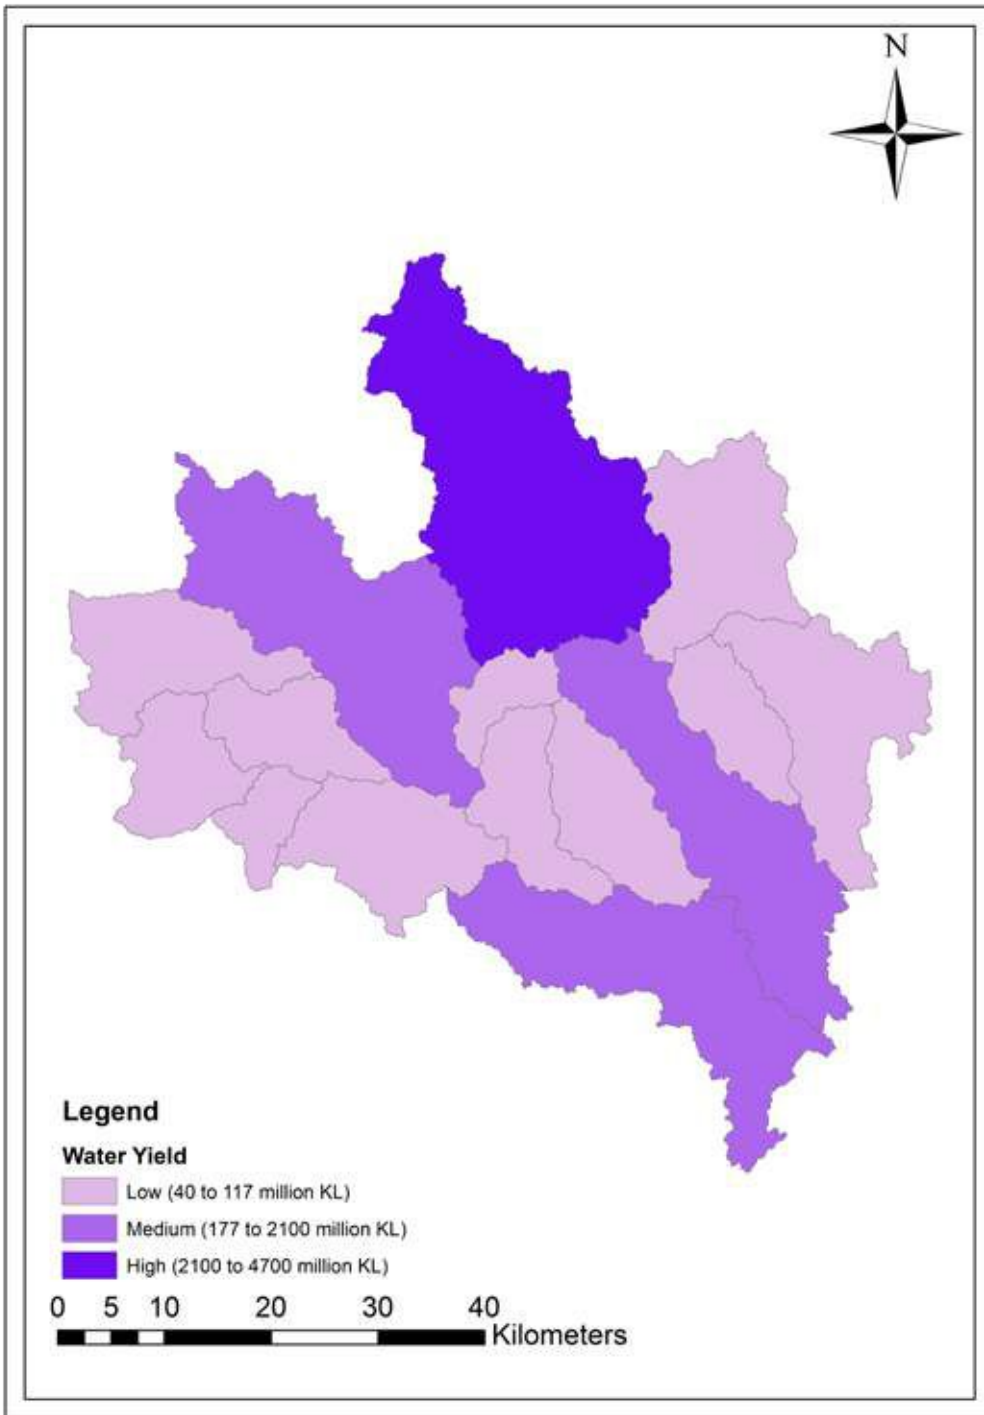 N
Legend
Water Yield
Low (40 to 117 million KL)
Medium (177 to 2100 million KL)
High (2100 to 4700 million KL)
0 5 10 20 30 40
Kilometers